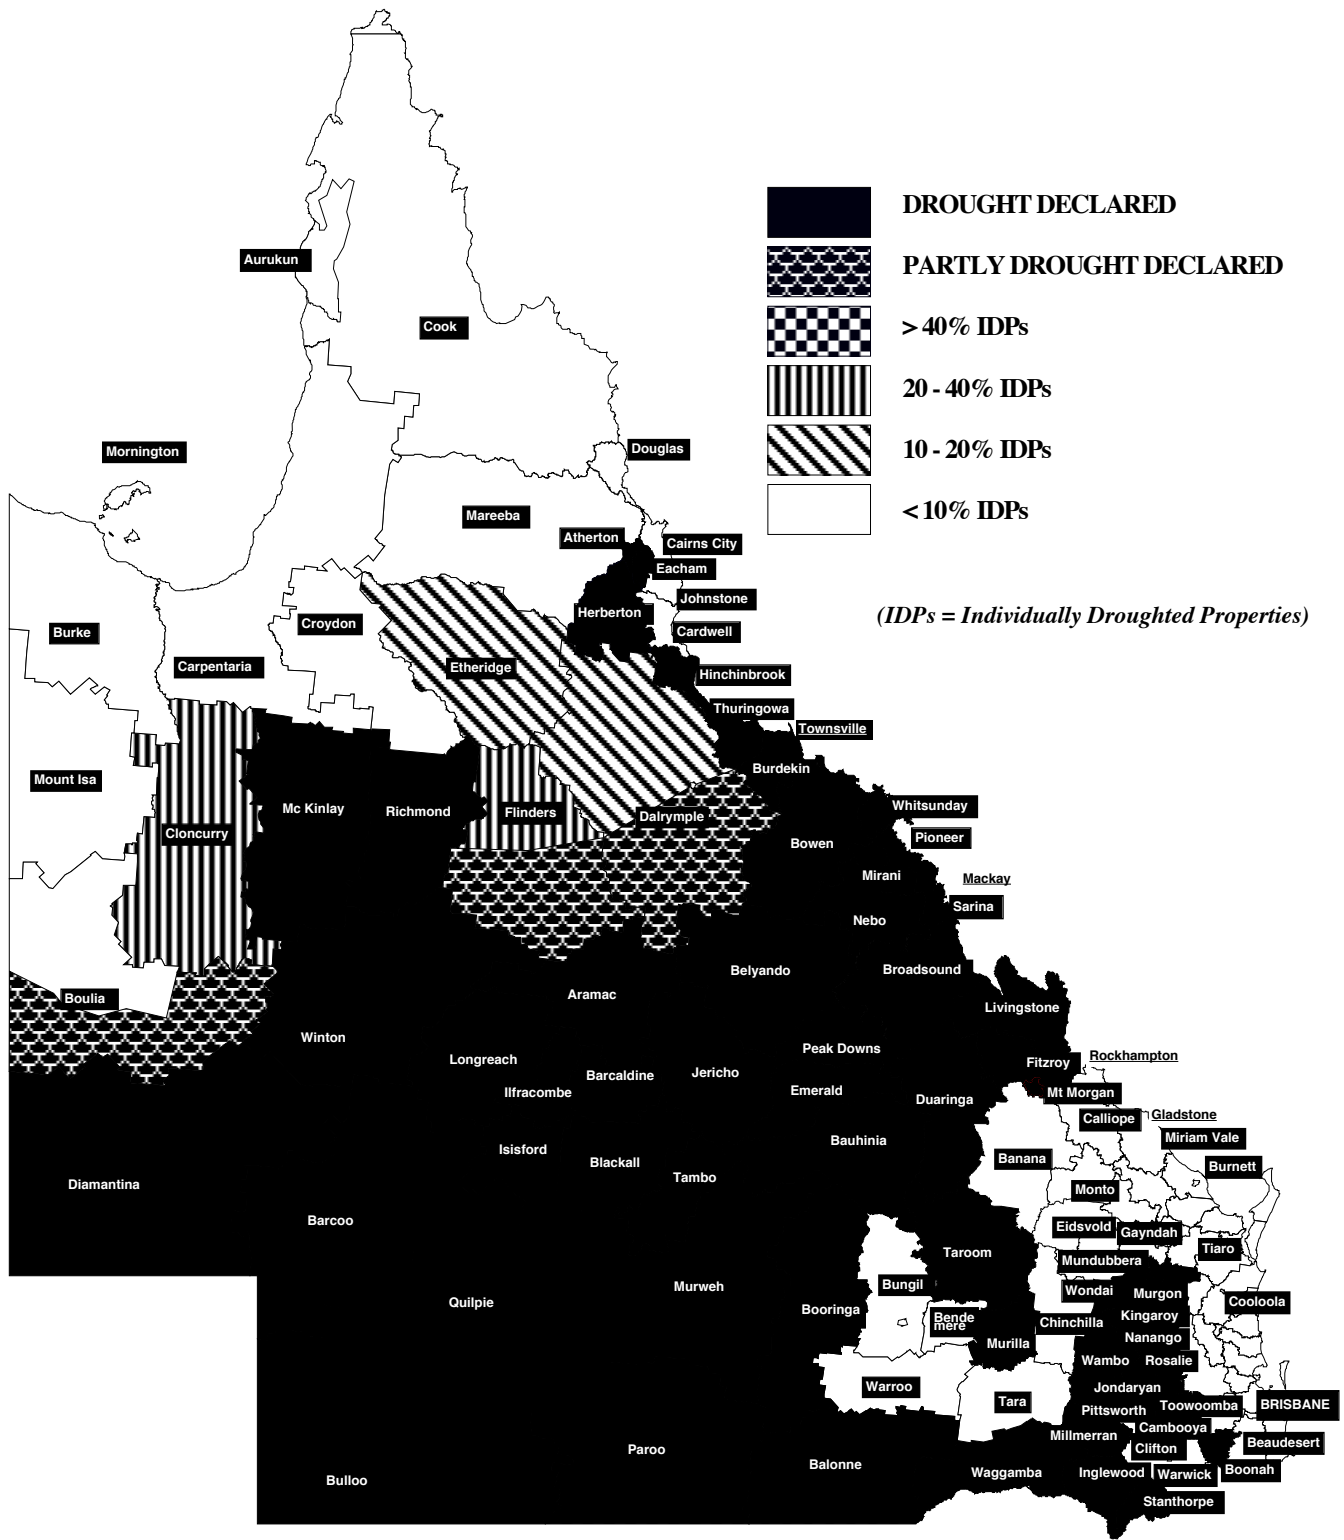 DROUGHT DECLARED
PARTLY DROUGHT DECLARED
> 40% IDPs
20 - 40% IDPs
10 - 20% IDPs
< 10% IDPs
(IDPs = Individually Droughted Properties)
Aurukun
Cook
Mornington
Douglas
Mareeba
Atherton
Cairns City
Eacham
Johnstone
Herberton
Croydon
Burke
Cardwell
Carpentaria
Etheridge
Hinchinbrook
Thuringowa
Townsville
Burdekin
Mount Isa
Mc Kinlay
Richmond
Flinders
Dalrymple
Whitsunday
Cloncurry
Pioneer
Bowen
Mirani
Mackay
Sarina
Nebo
Belyando
Broadsound
Aramac
Boulia
Livingstone
Winton
Peak Downs
Longreach
Rockhampton
Fitzroy
Barcaldine
Jericho
Ilfracombe
Emerald
Mt Morgan
Duaringa
Calliope
Gladstone
Miriam Vale
Bauhinia
Isisford
Blackall
Banana
Burnett
Tambo
Diamantina
Monto
Barcoo
Eidsvold
Gayndah
Tiaro
Taroom
Mundubbera
Bungil
Murweh
Wondai
Murgon
Quilpie
Booringa
Cooloola
Bende
mere
Chinchilla
Kingaroy
Nanango
Murilla
Wambo
Rosalie
Warroo
Jondaryan
Tara
Pittsworth
Toowoomba
BRISBANE
Cambooya
Millmerran
Clifton
Beaudesert
Paroo
Balonne
Waggamba
Inglewood
Warwick
Boonah
Bulloo
Stanthorpe